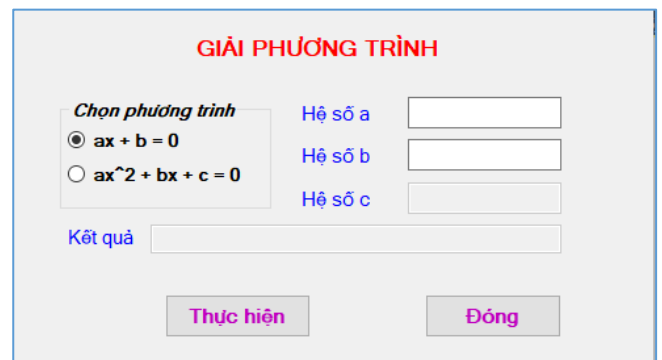 GIẢI PHƯƠNG TRÌNH
Chọn phương trình
ax + b = 0
ax^2 + bx + c = 0
Hệ số a
Hệ số b
Hệ số c
Kết quả
Thực hiện
Đóng